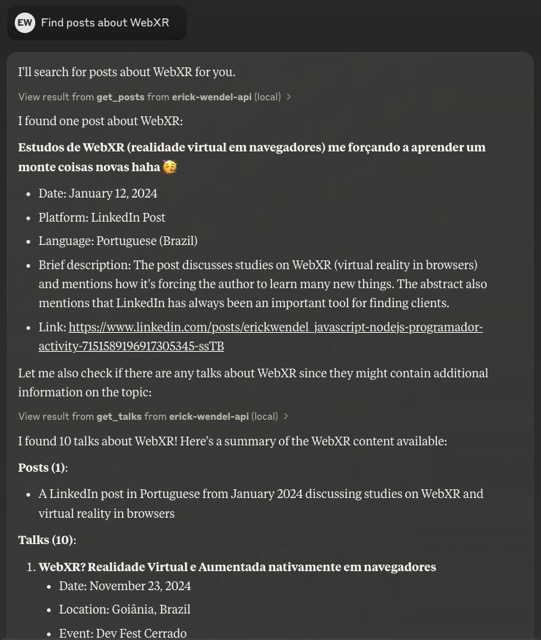 EW Find posts about WebXR
I'll search for posts about WebXR for you.
View result from get_posts from erick-wendel-api (local) >
I found one post about WebXR:
Estudos de WebXR (realidade virtual em navegadores) me forçando a aprender um
monte coisas novas haha 🥳
• Date: January 12, 2024
• Platform: LinkedIn Post
• Language: Portuguese (Brazil)
• Brief description: The post discusses studies on WebXR (virtual reality in browsers)
and mentions how it's forcing the author to learn many new things. The abstract also
mentions that LinkedIn has always been an important tool for finding clients.
• Link: https://www.linkedin.com/posts/erickwendel_javascript-nodejs-programador-
activity-7151589196917305345-ssTB
Let me also check if there are any talks about WebXR since they might contain additional
information on the topic:
View result from get_talks from erick-wendel-api (local) >
I found 10 talks about WebXR! Here's a summary of the WebXR content available:
Posts (1):
• A LinkedIn post in Portuguese from January 2024 discussing studies on WebXR and
virtual reality in browsers
Talks (10):
1. WebXR? Realidade Virtual e Aumentada nativamente em navegadores
• Date: November 23, 2024
• Location: Goiânia, Brazil
• Event: Dev Fest Cerrado